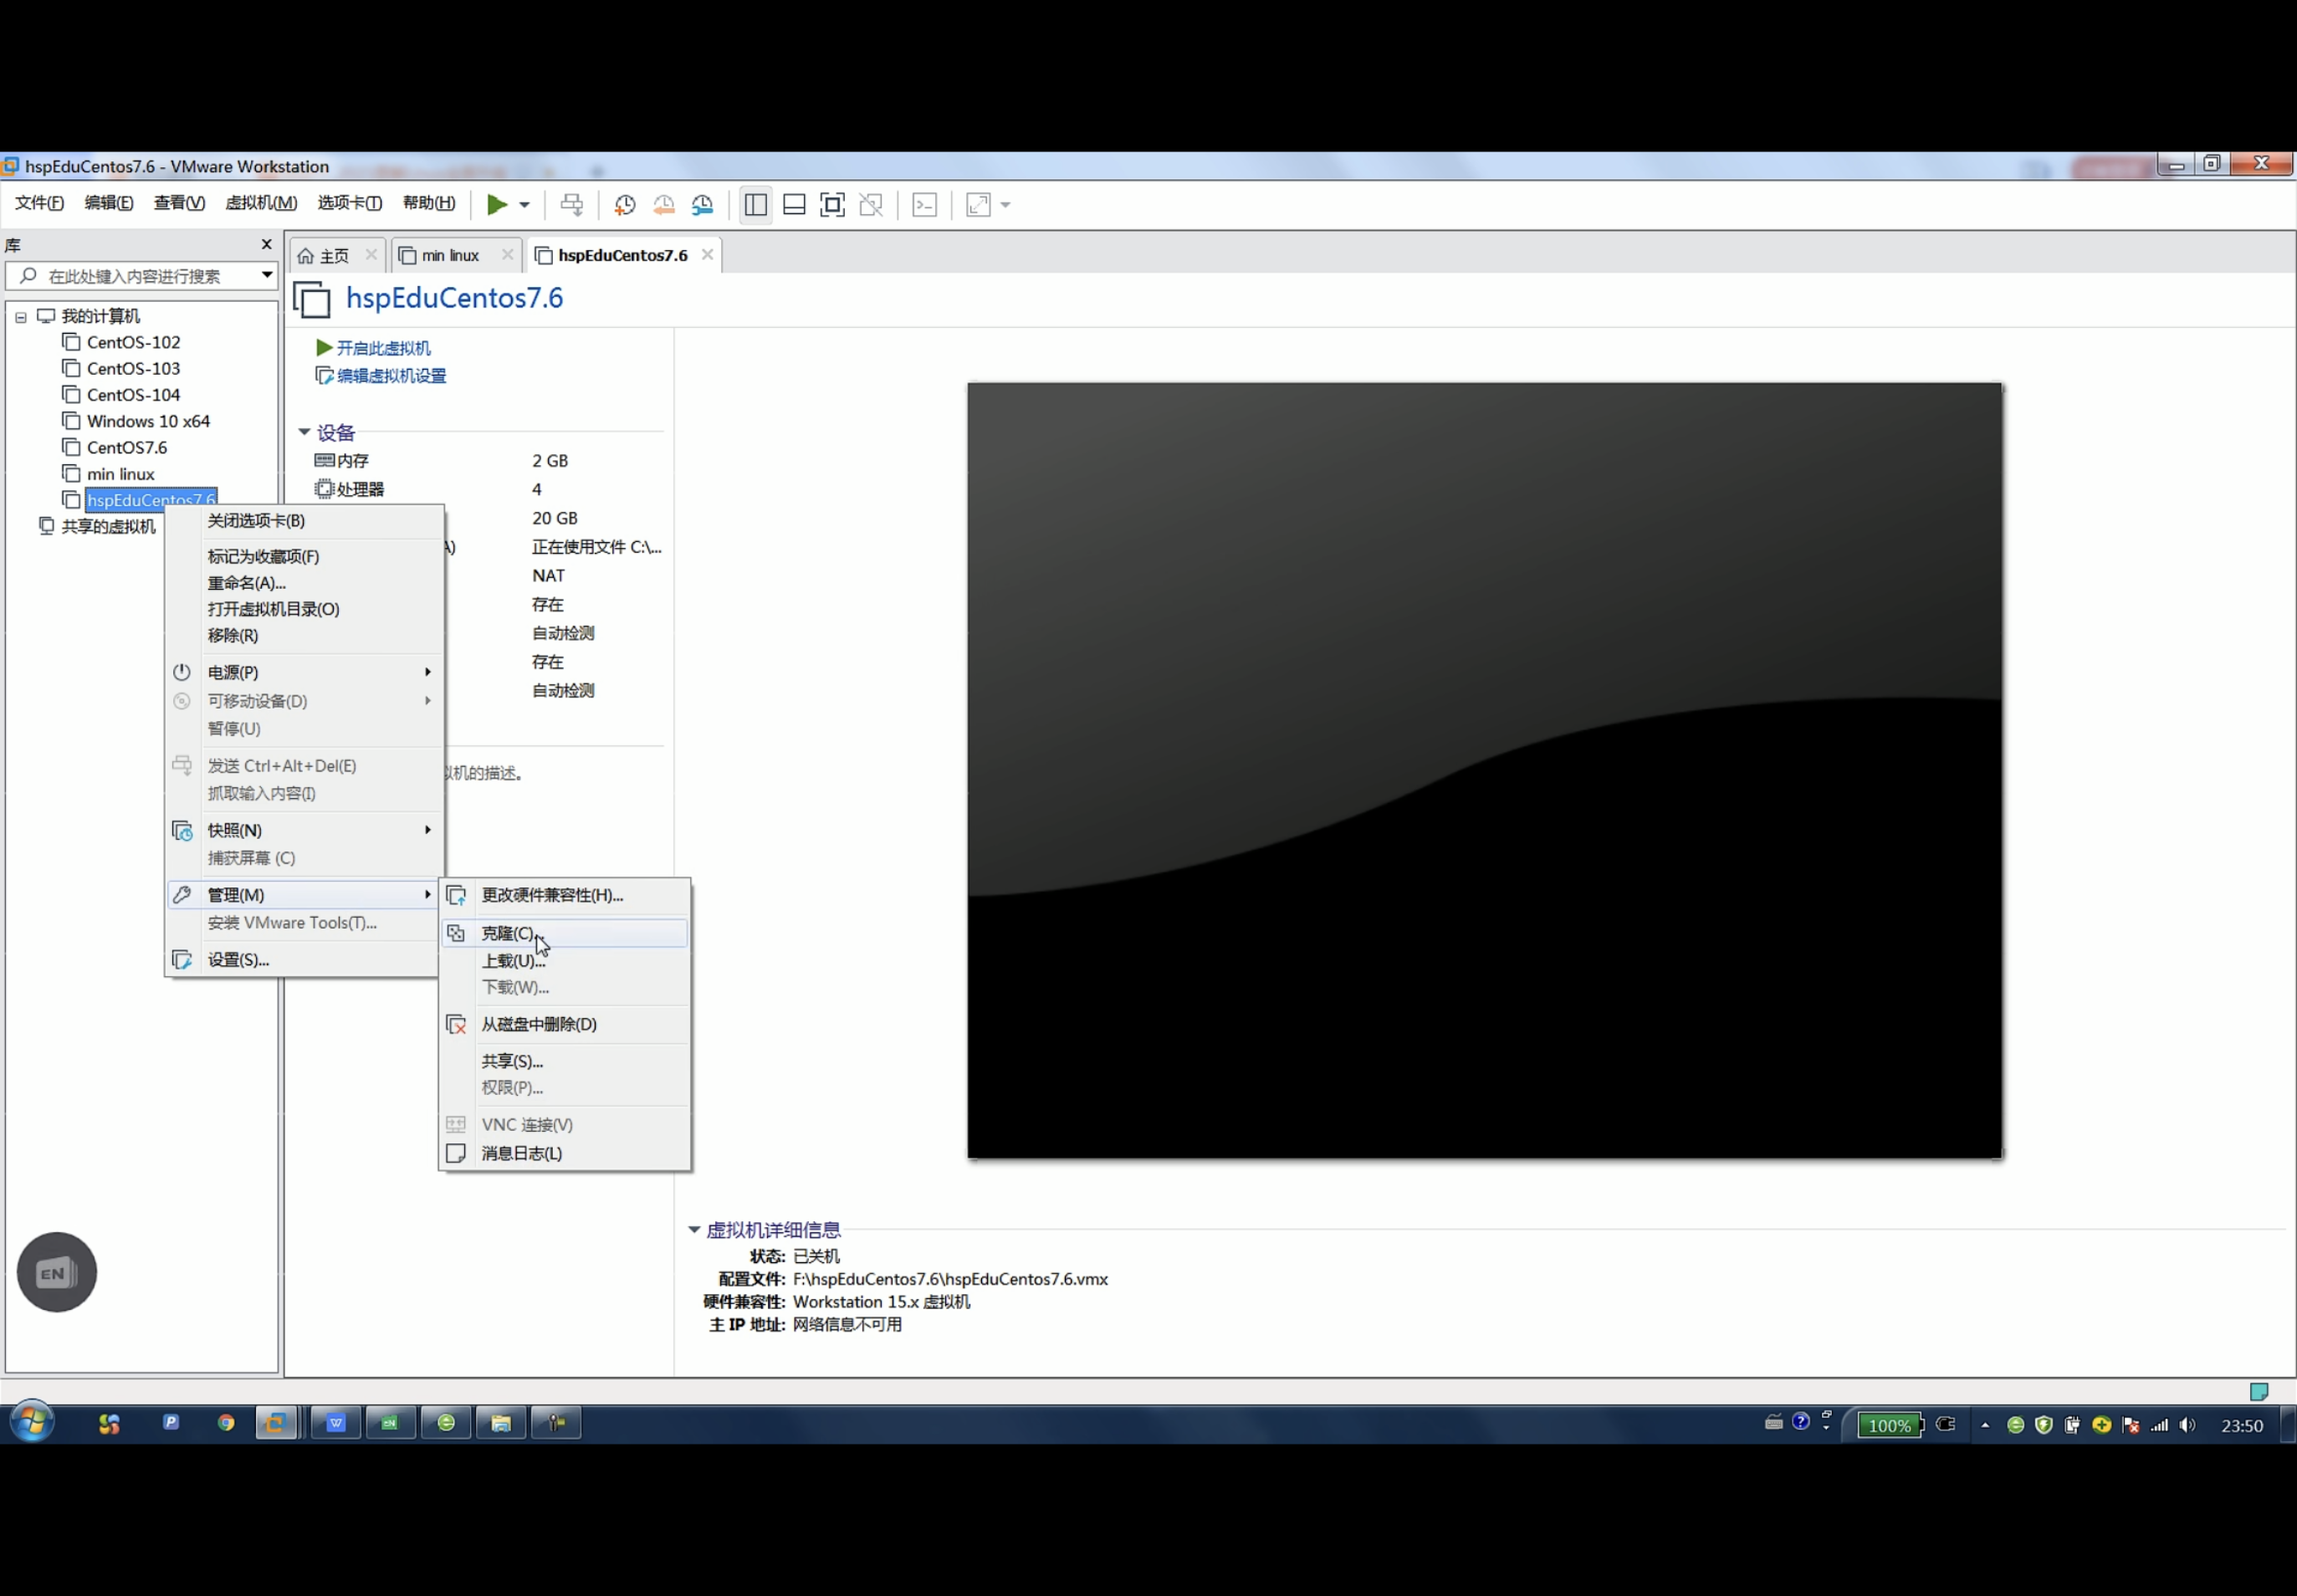 hspEduCentos7.6 - VMware Workstation
文件(F) 编辑(E) 查看(V) 虚拟机(M) 选项卡(T) 帮助(H)
库
在此处键入内容进行搜索
我的计算机
CentOS-102
CentOS-103
CentOS-104
Windows 10 x64
CentOS7.6
min linux
hspEduCentos7.6
共享的虚拟机
主页 min linux hspEduCentos7.6
hspEduCentos7.6
开启此虚拟机
编辑虚拟机设置
设备
内存 2 GB
处理器 4
20 GB
A) 正在使用文件 C:\...
NAT
存在
自动检测
存在
自动检测
机的描述。
关闭选项卡(B)
标记为收藏项(F)
重命名(A)...
打开虚拟机目录(O)
移除(R)
电源(P)
可移动设备(D)
暂停(U)
发送 Ctrl+Alt+Del(E)
抓取输入内容(I)
快照(N)
捕获屏幕 (C)
管理(M)
安装 VMware Tools(T)...
设置(S)...
更改硬件兼容性(H)...
克隆(C)...
上载(U)...
下载(W)...
从磁盘中删除(D)
共享(S)...
权限(P)...
VNC 连接(V)
消息日志(L)
虚拟机详细信息
状态: 已关机
配置文件: F:\hspEduCentos7.6\hspEduCentos7.6.vmx
硬件兼容性: Workstation 15.x 虚拟机
主 IP 地址: 网络信息不可用
EN
100%
23:50